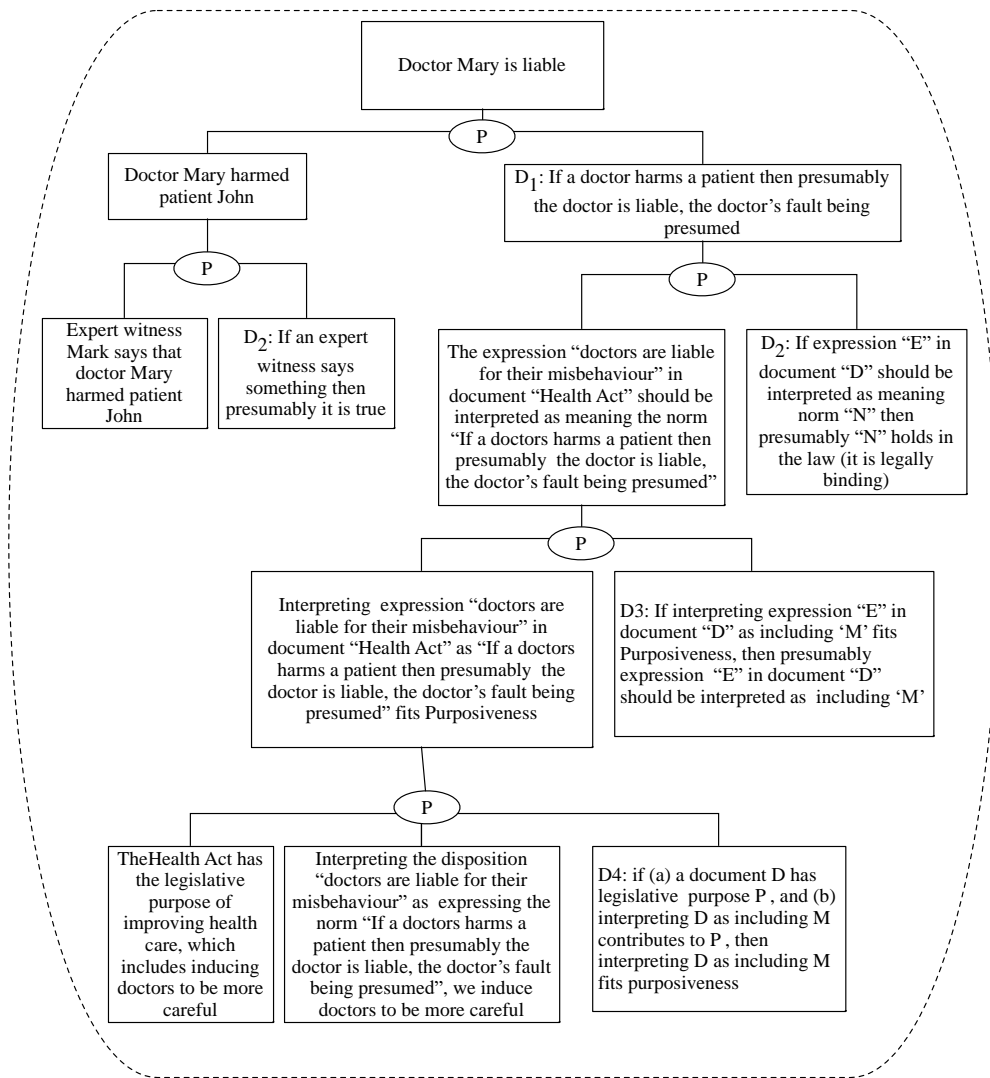 Doctor Mary is liable
P
Doctor Mary harmed
patient John
D1: If a doctor harms a patient then presumably
the doctor is liable, the doctor’s fault being
presumed
P
P
Expert witness
Mark says that
doctor Mary
harmed patient
John
D2: If an expert
witness says
something then
presumably it is true
The expression “doctors are liable
for their misbehaviour” in
document “Health Act” should be
interpreted as meaning the norm
“If a doctors harms a patient then
presumably the doctor is liable,
the doctor’s fault being presumed”
D2: If expression “E” in
document “D” should be
interpreted as meaning
norm “N” then
presumably “N” holds in
the law (it is legally
binding)
P
Interpreting expression “doctors are
liable for their misbehaviour” in
document “Health Act” as “If a doctors
harms a patient then presumably the
doctor is liable, the doctor’s fault being
presumed” fits Purposiveness
D3: If interpreting expression “E” in
document “D” as including ‘M’ fits
Purposiveness, then presumably
expression “E” in document “D”
should be interpreted as including ‘M’
P
TheHealth Act has
the legislative
purpose of
improving health
care, which
includes inducing
doctors to be more
careful
Interpreting the disposition
“doctors are liable for their
misbehaviour” as expressing the
norm “If a doctors harms a
patient then presumably the
doctor is liable, the doctor’s fault
being presumed”, we induce
doctors to be more careful
D4: if (a) a document D has
legislative purpose P , and (b)
interpreting D as including M
contributes to P , then
interpreting D as including M
fits purposiveness